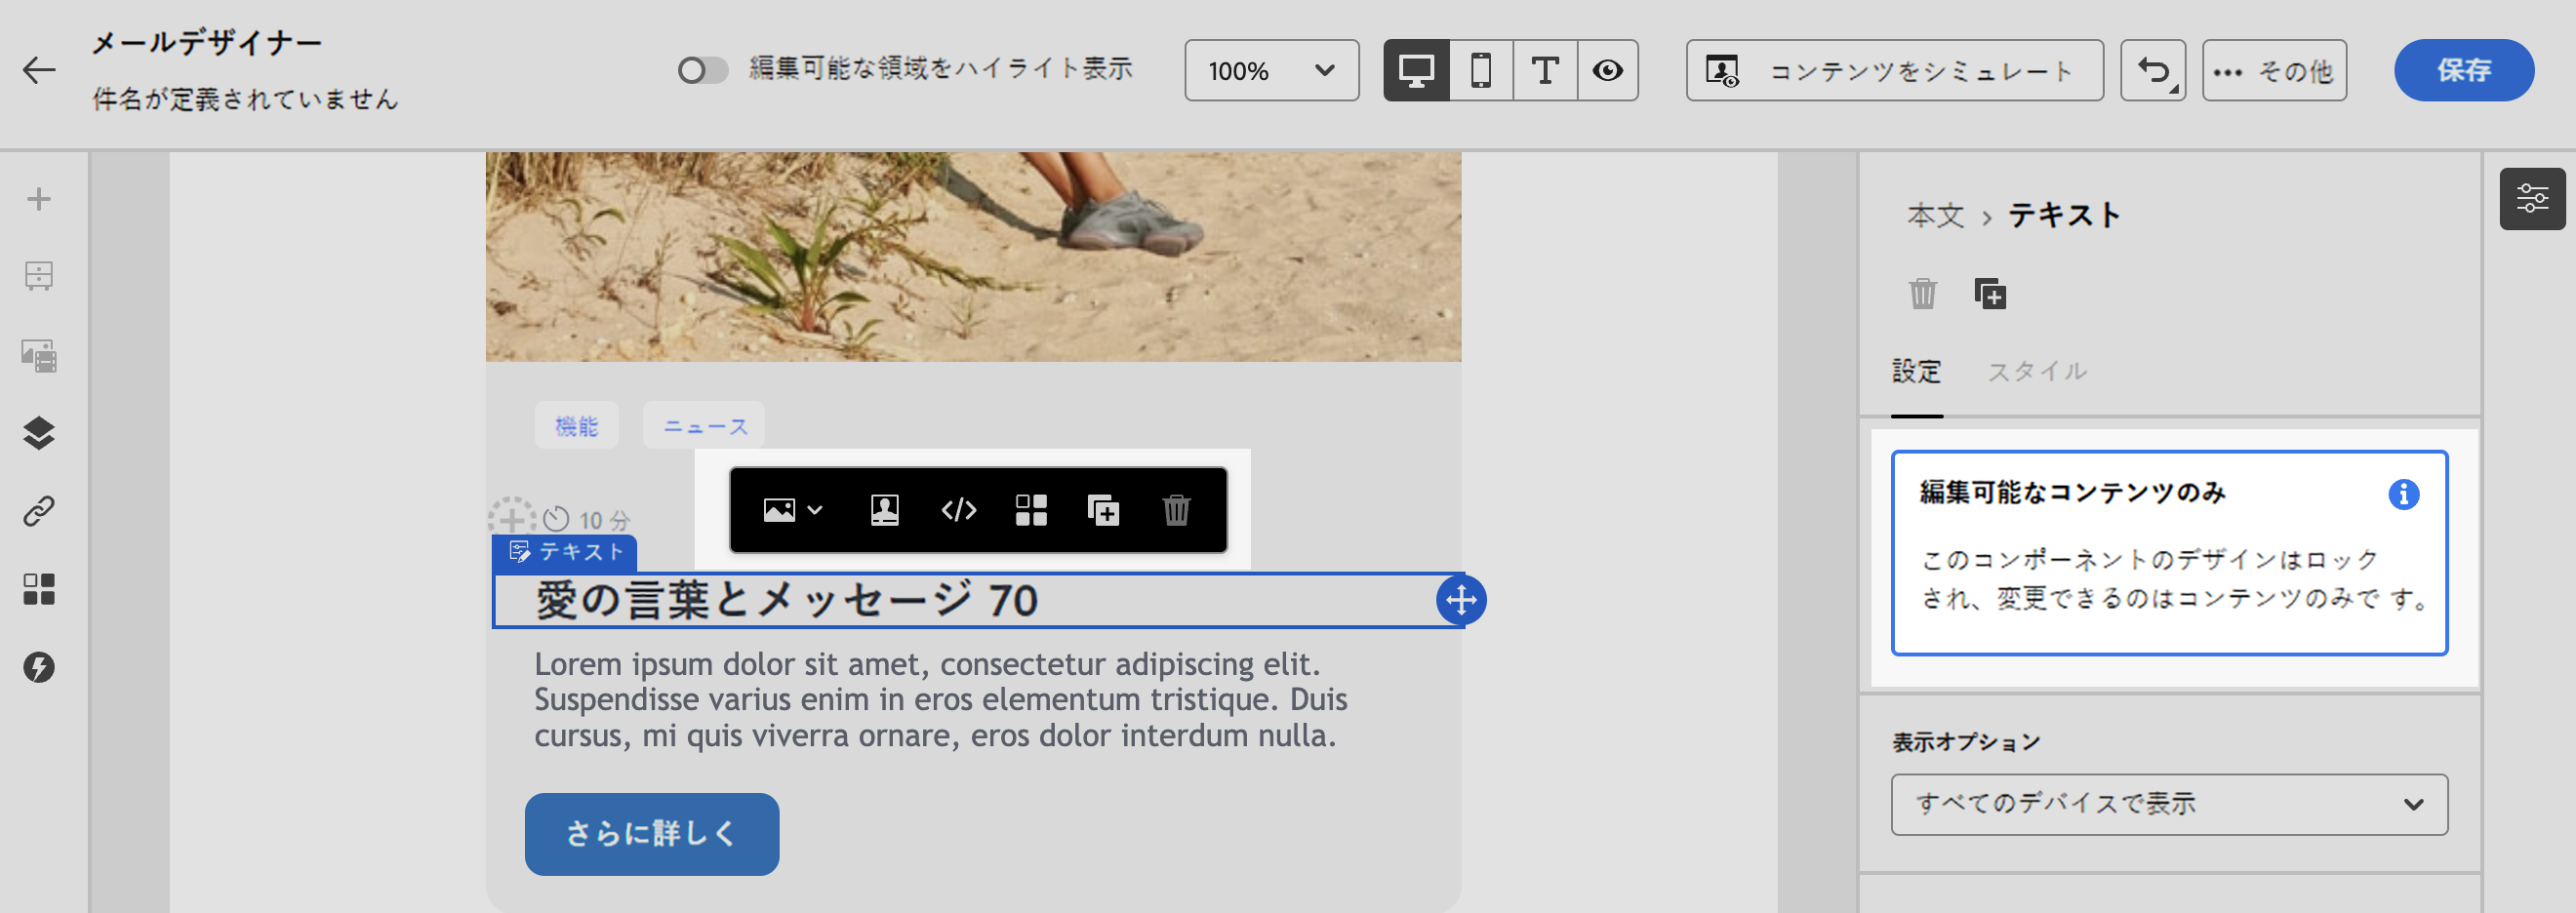 メールデザイナー
件名が定義されていません
編集可能な領域をハイライト表示
100%
コンテンツをシミュレート
その他
保存
機能
ニュース
10 分
テキスト
愛の言葉とメッセージ 70
Lorem ipsum dolor sit amet, consectetur adipiscing elit.
Suspendisse varius enim in eros elementum tristique. Duis
cursus, mi quis viverra ornare, eros dolor interdum nulla.
さらに詳しく
本文 › テキスト
設定
スタイル
編集可能なコンテンツのみ
このコンポーネントのデザインはロック
され、変更できるのはコンテンツのみで す。
表示オプション
すべてのデバイスで表示